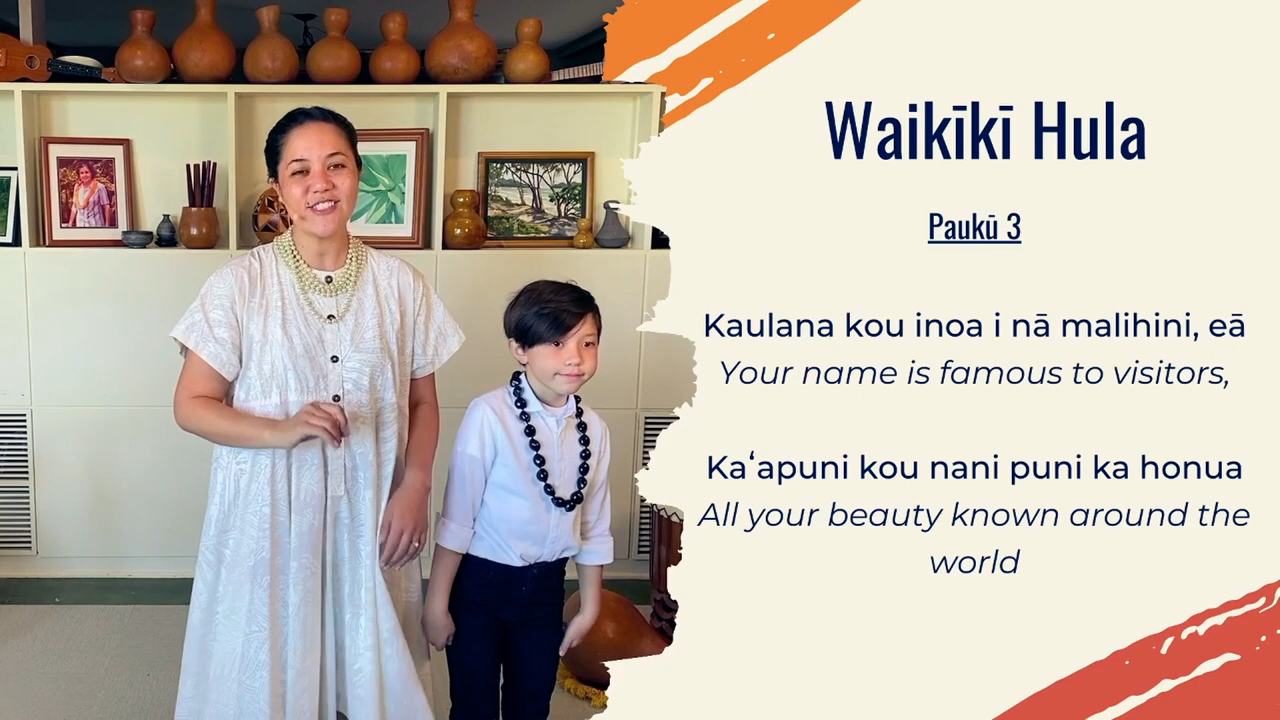 Waikīkī Hula
Paukū 3
Kaulana kou inoa i nā malihini, eā
Your name is famous to visitors,
Kaʻapuni kou nani puni ka honua
All your beauty known around the
world